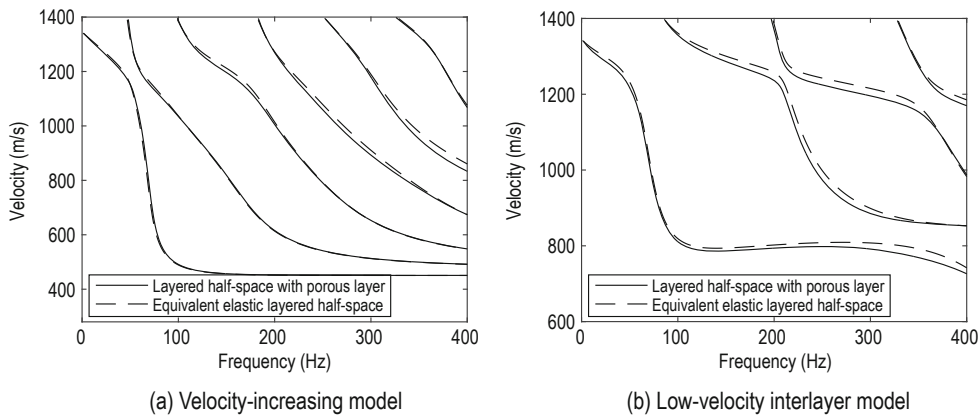 1400
1200
1000
800
600
400
Velocity (m/s)
Layered half-space with porous layer
Equivalent elastic layered half-space
0
100
200
300
400
Frequency (Hz)
(a) Velocity-increasing model
1400
1200
1000
800
600
Velocity (m/s)
Layered half-space with porous layer
Equivalent elastic layered half-space
0
100
200
300
400
Frequency (Hz)
(b) Low-velocity interlayer model